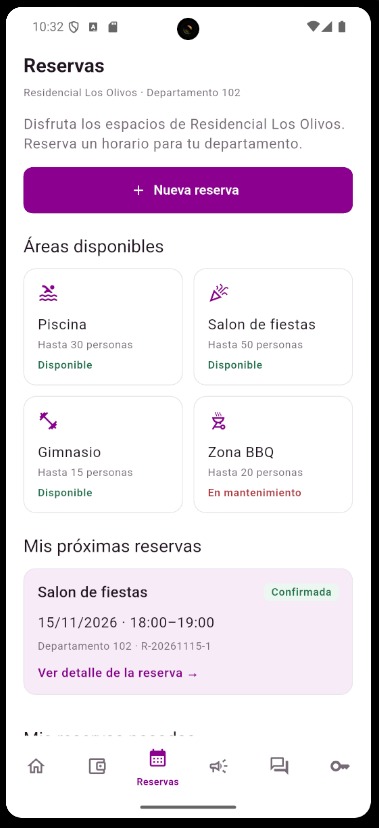 10:32
Reservas
Residencial Los Olivos · Departamento 102
Disfruta los espacios de Residencial Los Olivos.
Reserva un horario para tu departamento.
+ Nueva reserva
Áreas disponibles
Piscina
Hasta 30 personas
Disponible
Salon de fiestas
Hasta 50 personas
Disponible
Gimnasio
Hasta 15 personas
Disponible
Zona BBQ
Hasta 20 personas
En mantenimiento
Mis próximas reservas
Salon de fiestas
Confirmada
15/11/2026 · 18:00–19:00
Departamento 102 · R-20261115-1
Ver detalle de la reserva →
Mis reservas pasadas
Reservas